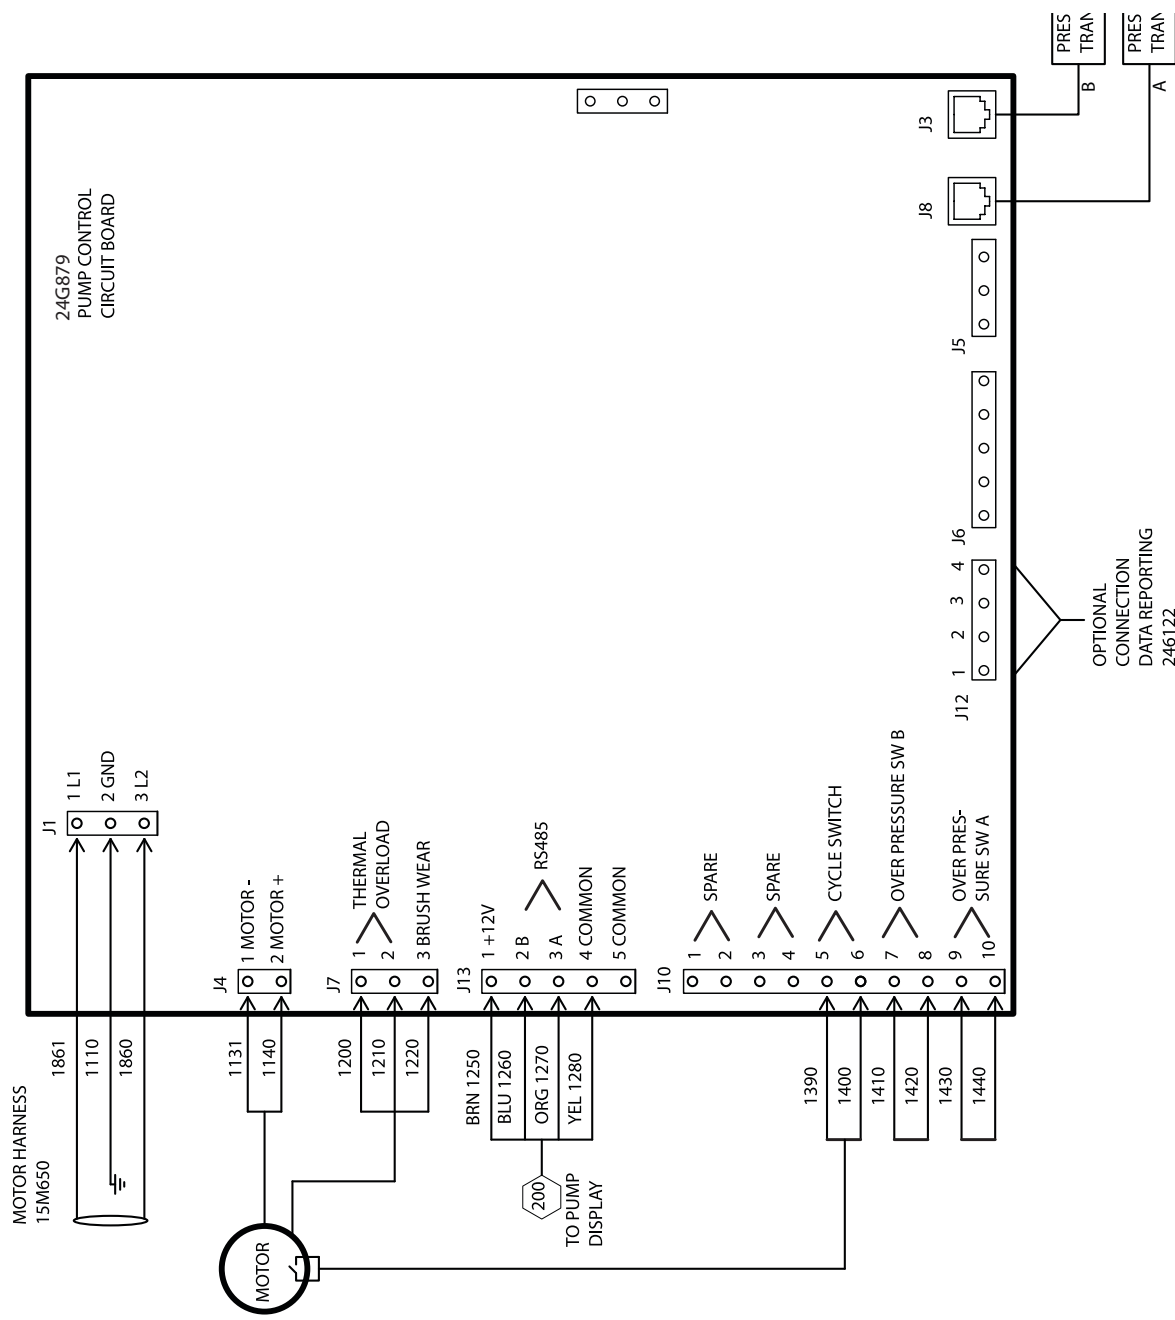 24G879
PUMP CONTROL
CIRCUIT BOARD
MOTOR HARNESS
15M650
1861
1110
1860
J1
1 L1
2 GND
3 L2
1131
1140
J4
1 MOTOR -
2 MOTOR +
1200
1210
1220
J7
1
2
3 BRUSH WEAR
THERMAL
OVERLOAD
BRN 1250
BLU 1260
ORG 1270
YEL 1280
J13
1 +12V
2 B
3 A
4 COMMON
5 COMMON
RS485
200
TO PUMP
DISPLAY
MOTOR
J10
1
2
3
4
5
6
7
8
9
10
SPARE
SPARE
CYCLE SWITCH
OVER PRESSURE SW B
OVER PRES-
SURE SW A
1390
1400
1410
1420
1430
1440
J12
1
2
3
4
J6
J5
J8
J3
OPTIONAL
CONNECTION
DATA REPORTING
246122
B
A
PRES
TRAN
PRES
TRAN